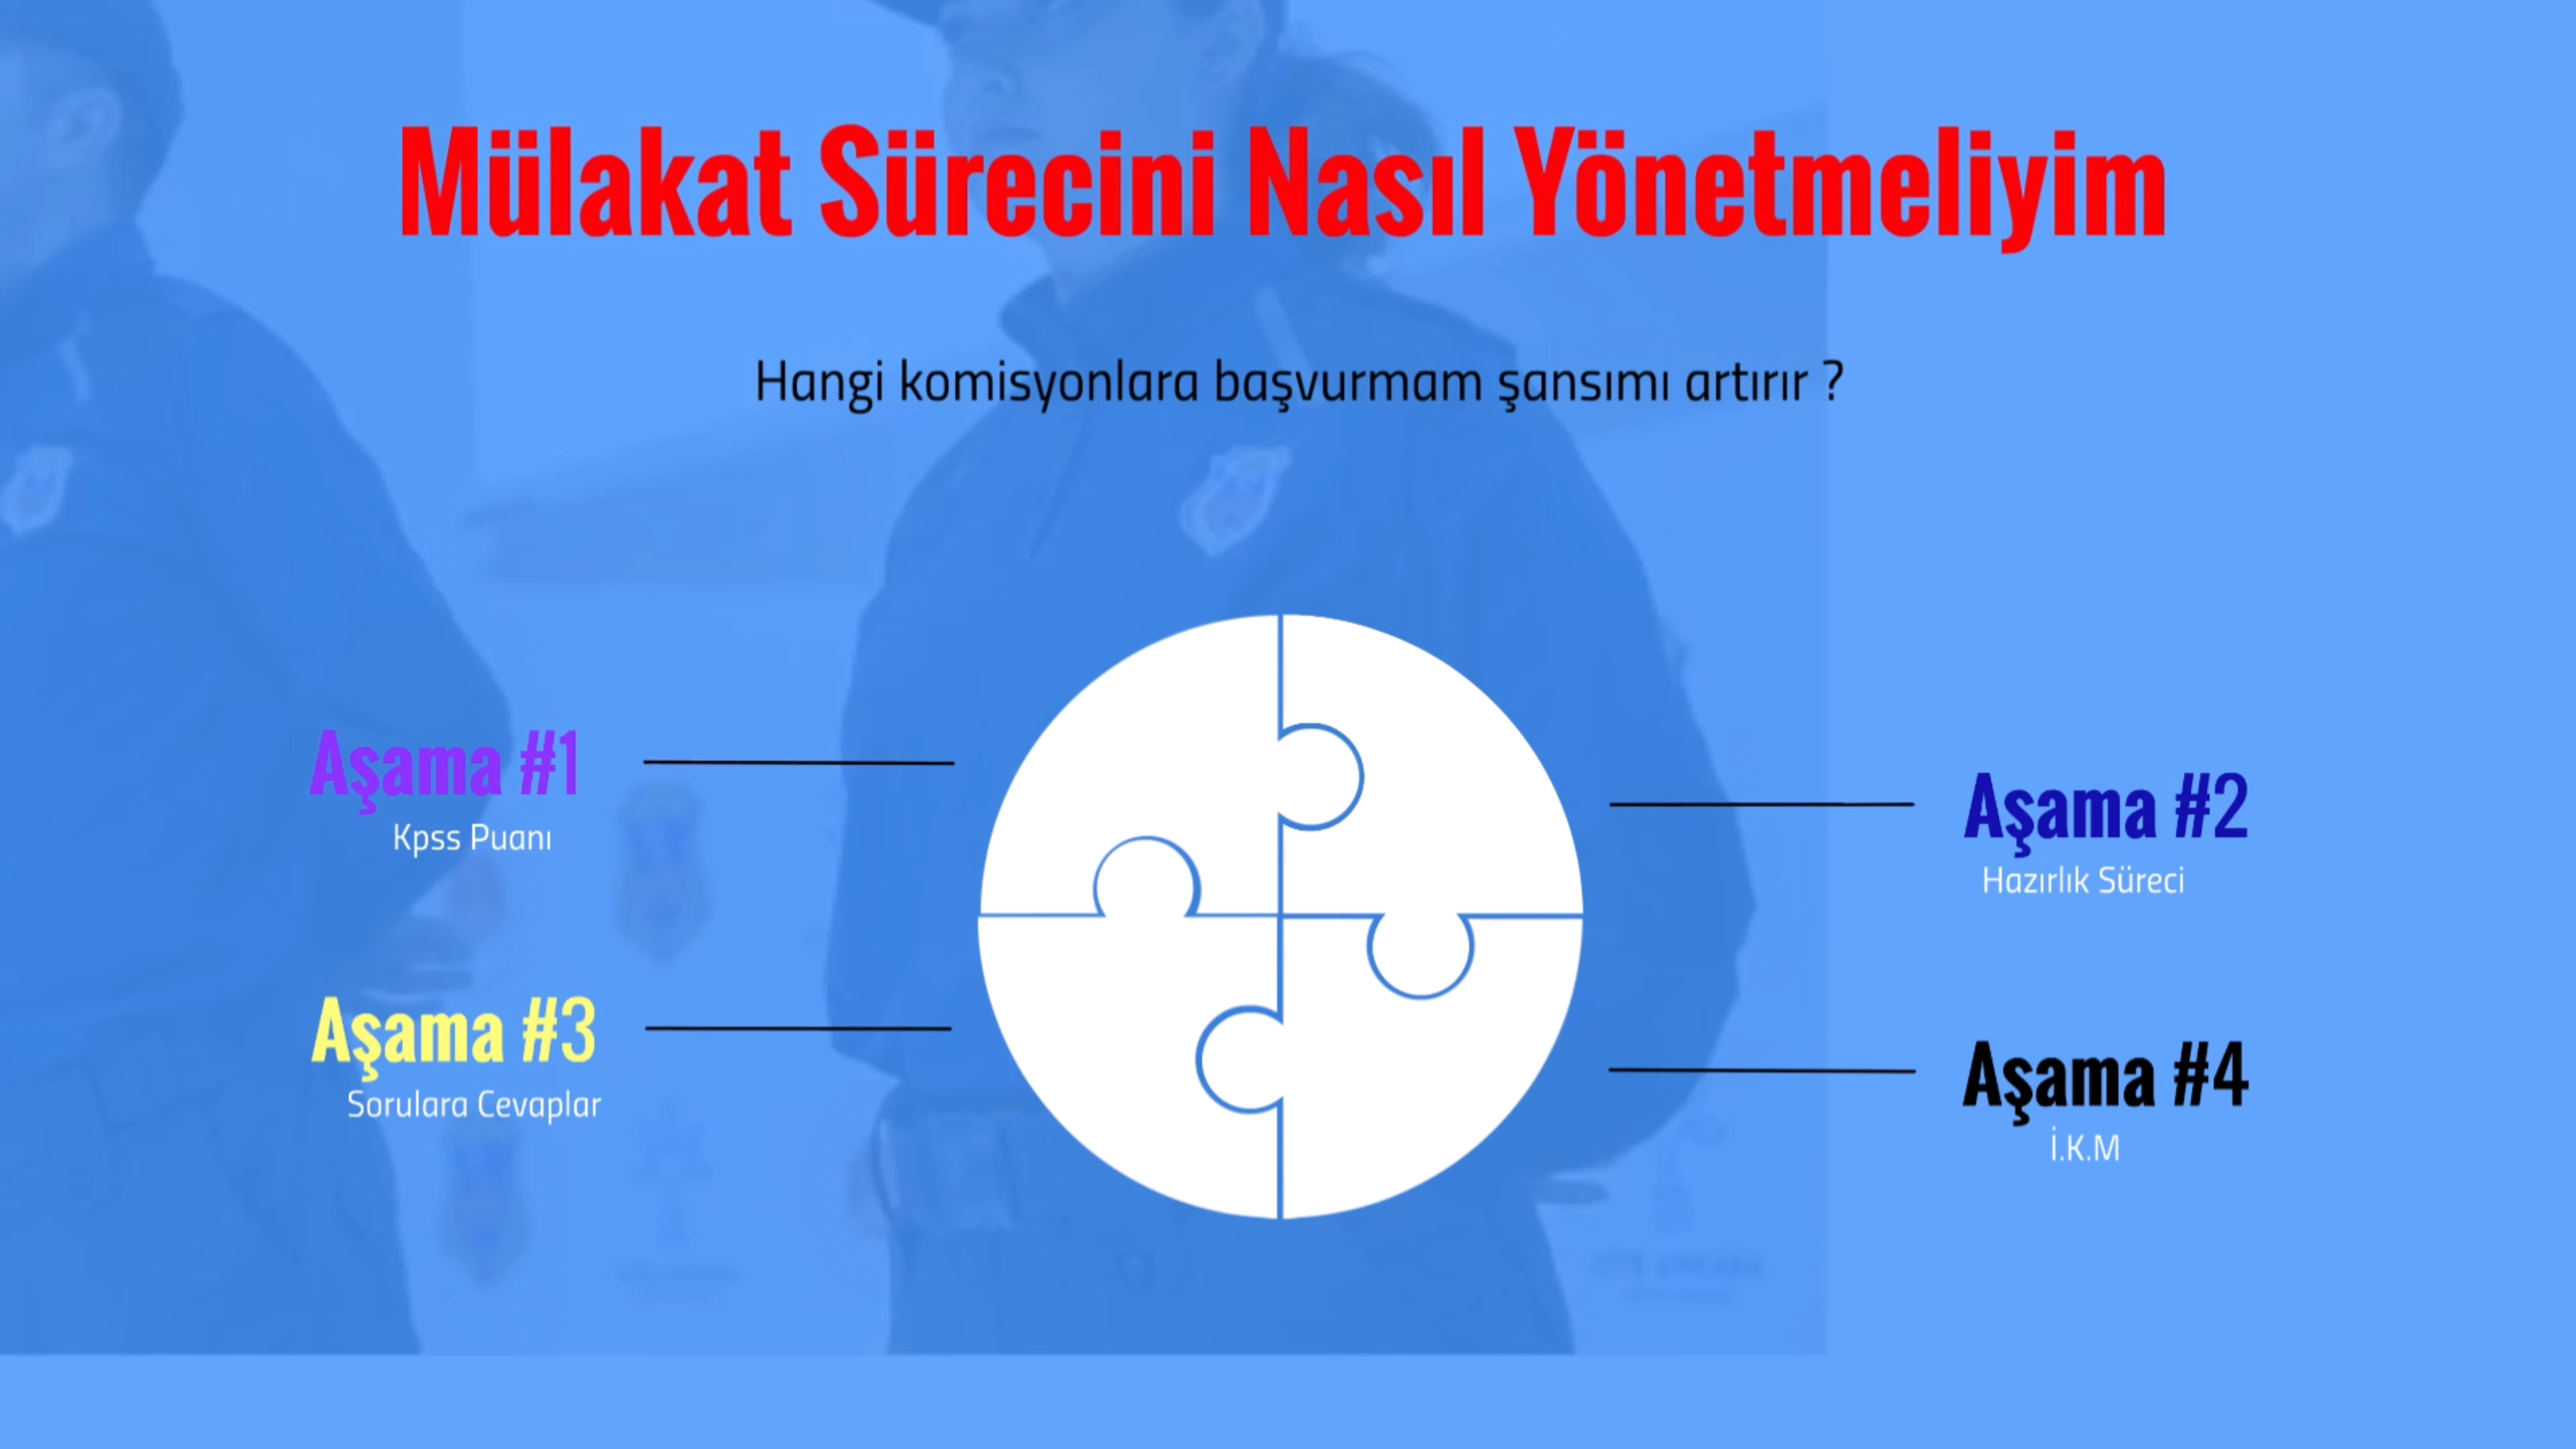 Mülakat Sürecini Nasıl Yönetmeliyim
Hangi komisyonlara başvurmam şansımı artırır ?
Aşama #1
Kpss Puanı
Aşama #2
Hazırlık Süreci
Aşama #3
Sorulara Cevaplar
Aşama #4
İ.K.M